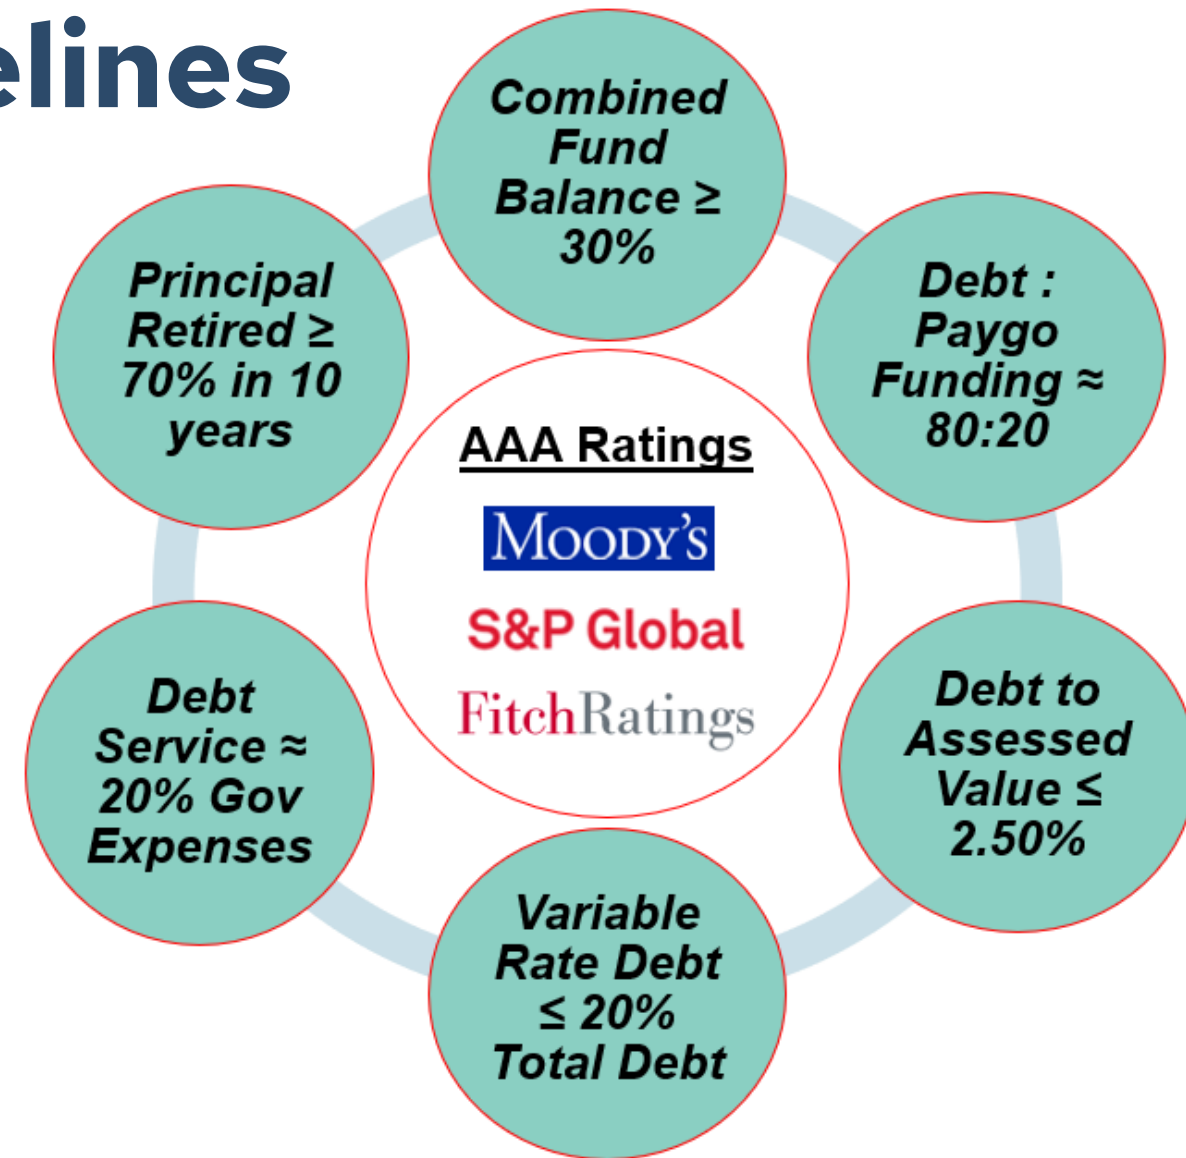 elines
Combined
Fund
Balance ≥
30%
Debt :
Paygo
Funding ≈
80:20
Debt to
Assessed
Value ≤
2.50%
Variable
Rate Debt
≤ 20%
Total Debt
Debt
Service ≈
20% Gov
Expenses
Principal
Retired ≥
70% in 10
years
AAA Ratings
MOODY'S
S&P Global
FitchRatings